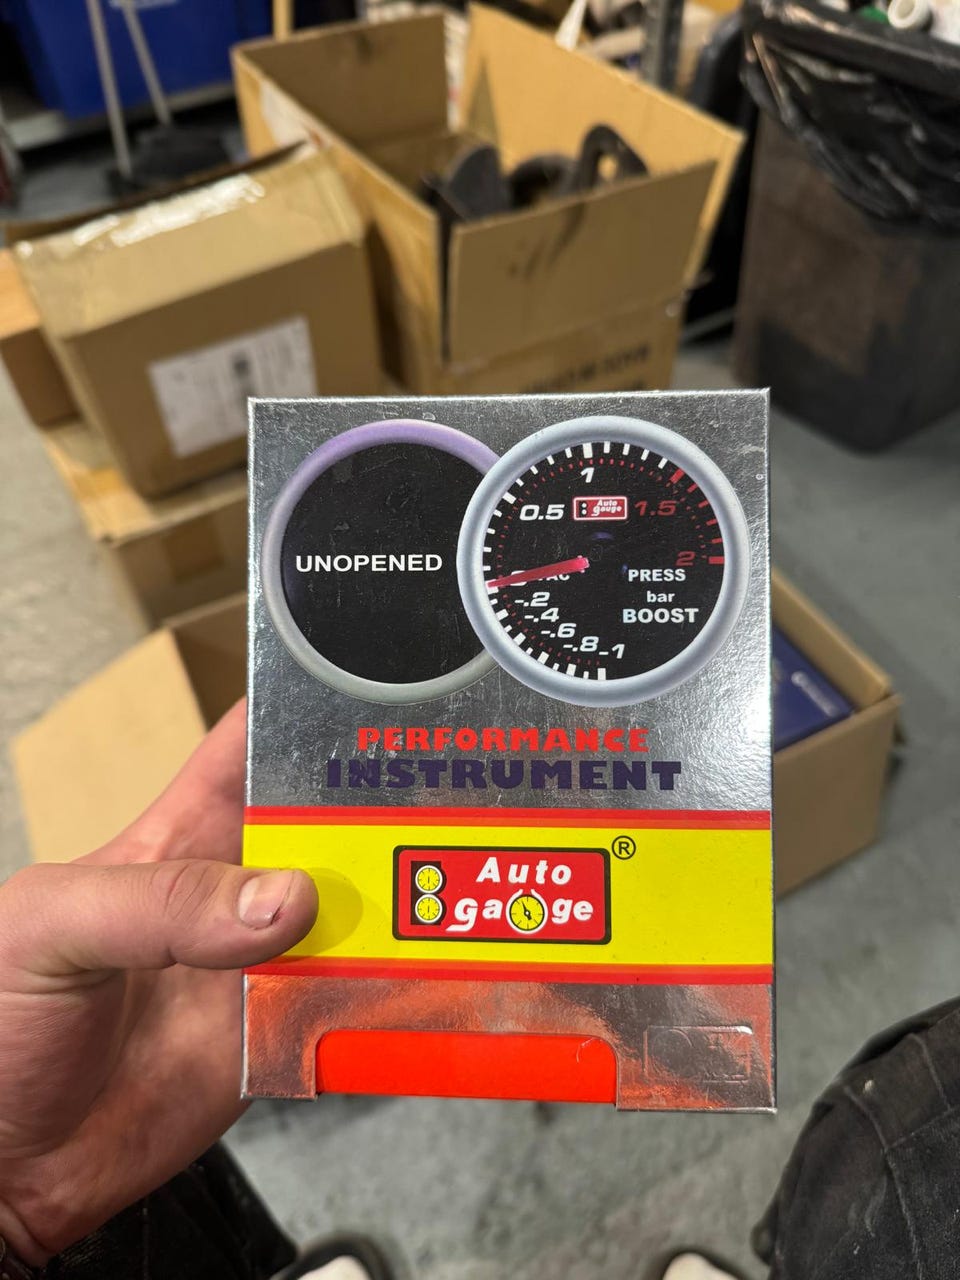 UNOPENED
1
0.5
Auto
gauge
1.5
2
PRESS
bar
BOOST
-.2
-.4
-.6
-.8
-1
PERFORMANCE
INSTRUMENT
®
Auto
gauge